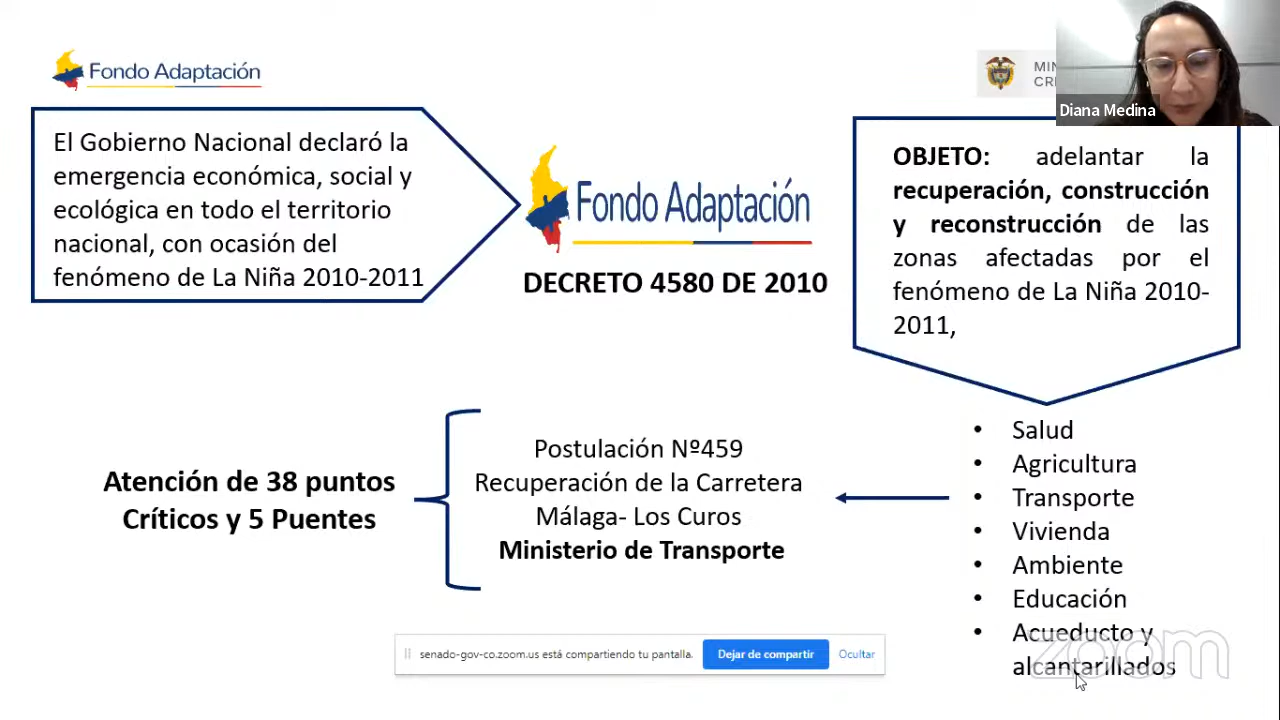 Fondo Adaptación
Diana Medina
El Gobierno Nacional declaró la
emergencia económica, social y
ecológica en todo el territorio
nacional, con ocasión del
fenómeno de La Niña 2010-2011
Fondo Adaptación
DECRETO 4580 DE 2010
OBJETO: adelantar la
recuperación, construcción
y reconstrucción de las
zonas afectadas por el
fenómeno de La Niña 2010-
2011,
• Salud
• Agricultura
• Transporte
• Vivienda
• Ambiente
• Educación
• Acueducto y
alcantarillados
Postulación Nº459
Recuperación de la Carretera
Málaga- Los Curos
Ministerio de Transporte
Atención de 38 puntos
Críticos y 5 Puentes
senado-gov-co.zoom.us está compartiendo tu pantalla.
Dejar de compartir
Ocultar
zoom